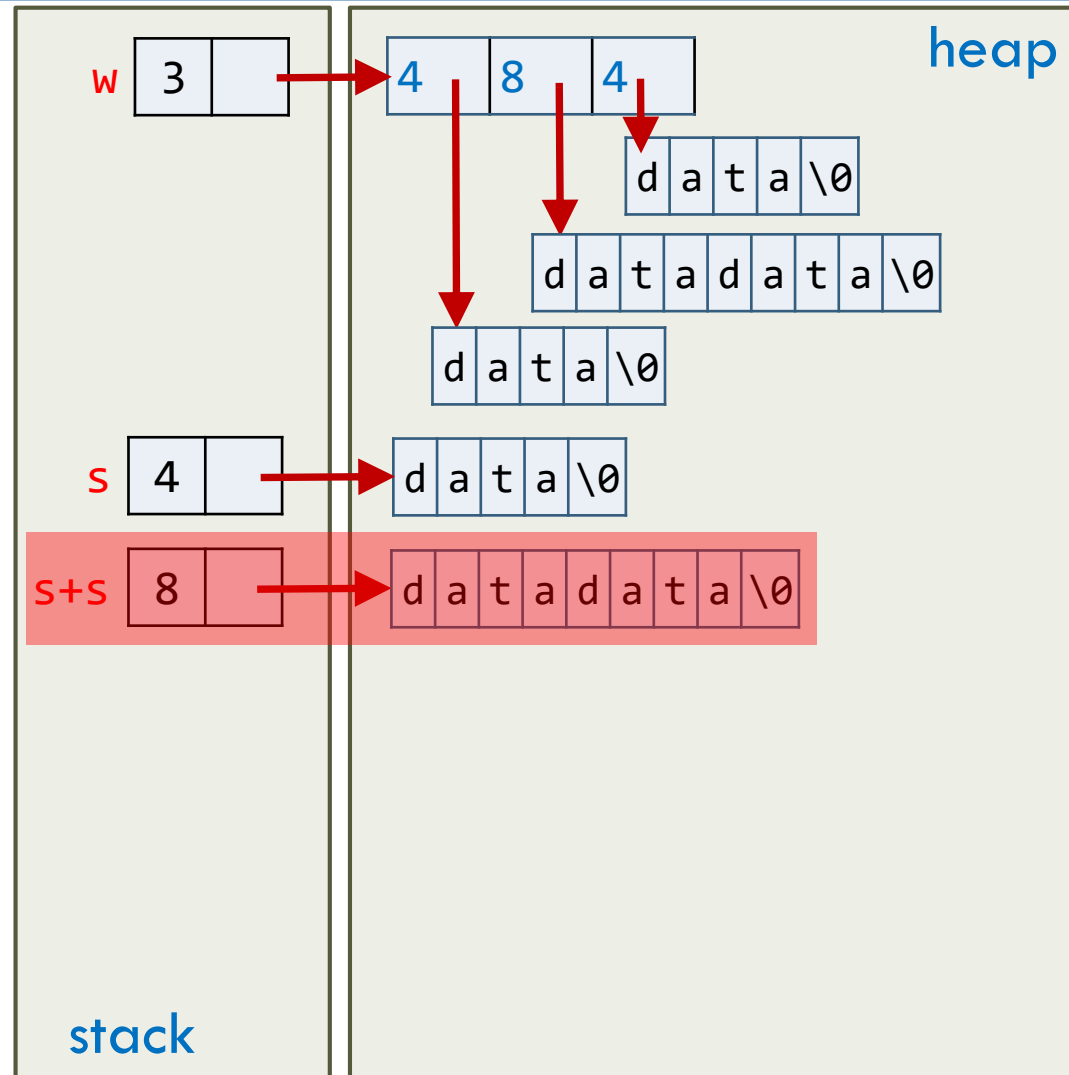 heap
w 3 4 8 4
d a t a \0
d a t a d a t a \0
d a t a \0
s 4 d a t a \0
s+s 8 d a t a d a t a \0
stack